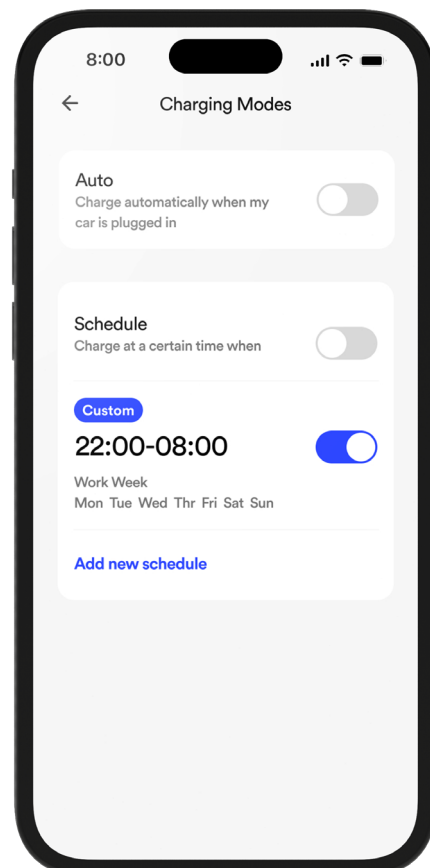 8:00
Charging Modes
Auto
Charge automatically when my
car is plugged in
Schedule
Charge at a certain time when
Custom
22:00-08:00
Work Week
Mon Tue Wed Thr Fri Sat Sun
Add new schedule